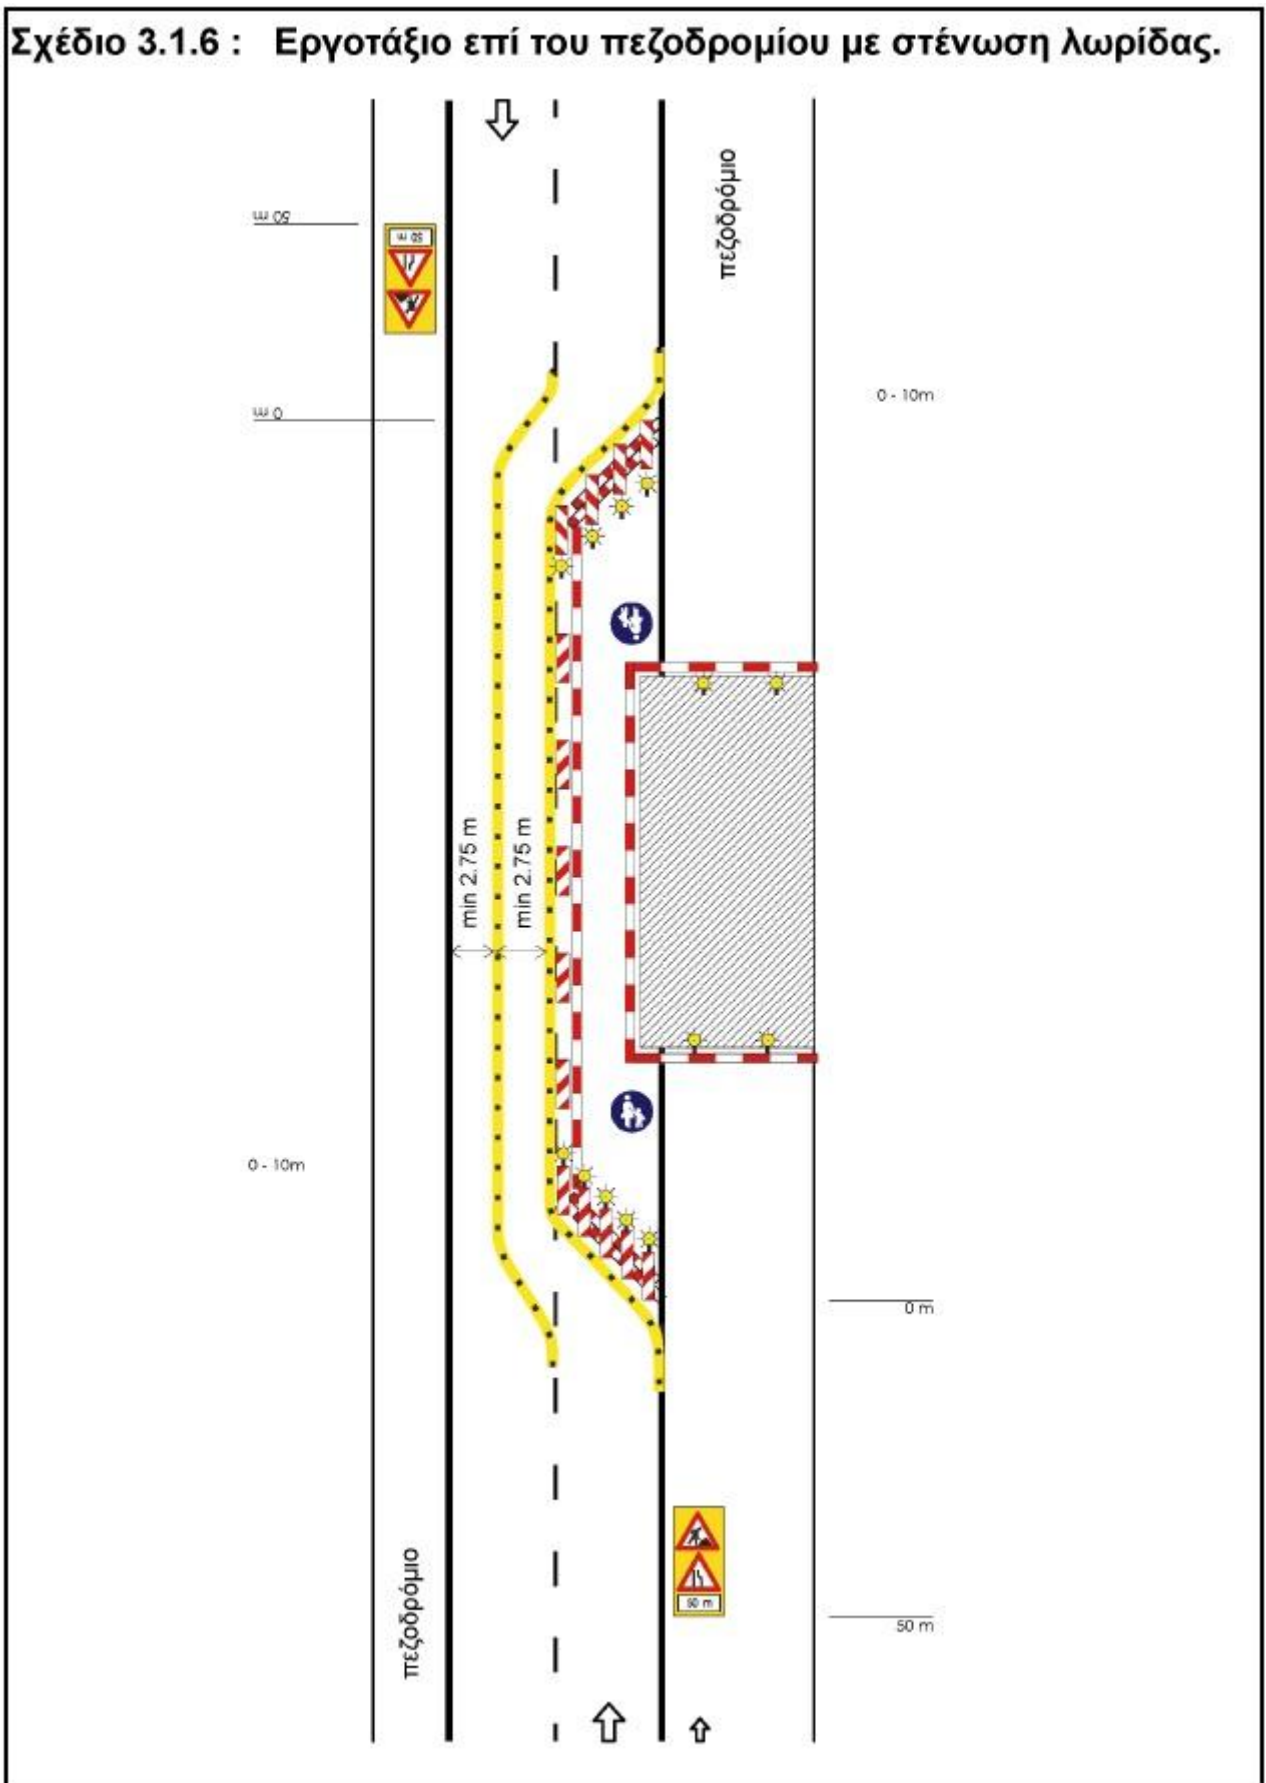 Σχέδιο 3.1.6 : Εργοτάξιο επί του πεζοδρομίου με στένωση λωρίδας.
πεζοδρόμιο
50 m
50 m
0 - 10m
0 m
min 2.75 m
min 2.75 m
0 - 10m
0 m
50 m
50 m
πεζοδρόμιο